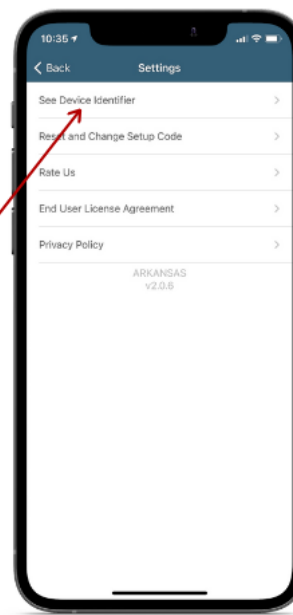 10:35
Back Settings
See Device Identifier
Reset and Change Setup Code
Rate Us
End User License Agreement
Privacy Policy
ARKANSAS
v2.0.6